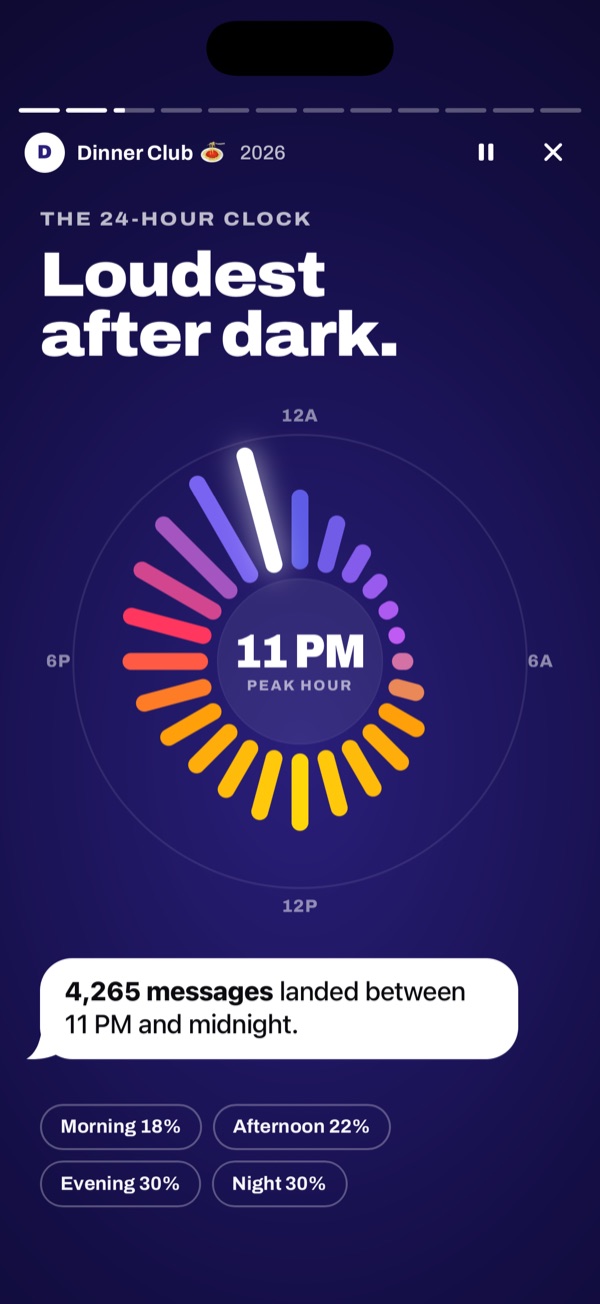 D Dinner Club 🍝 2026
THE 24-HOUR CLOCK
Loudest
after dark.
12A
6P
11 PM
PEAK HOUR
6A
12P
4,265 messages landed between
11 PM and midnight.
Morning 18% Afternoon 22%
Evening 30% Night 30%